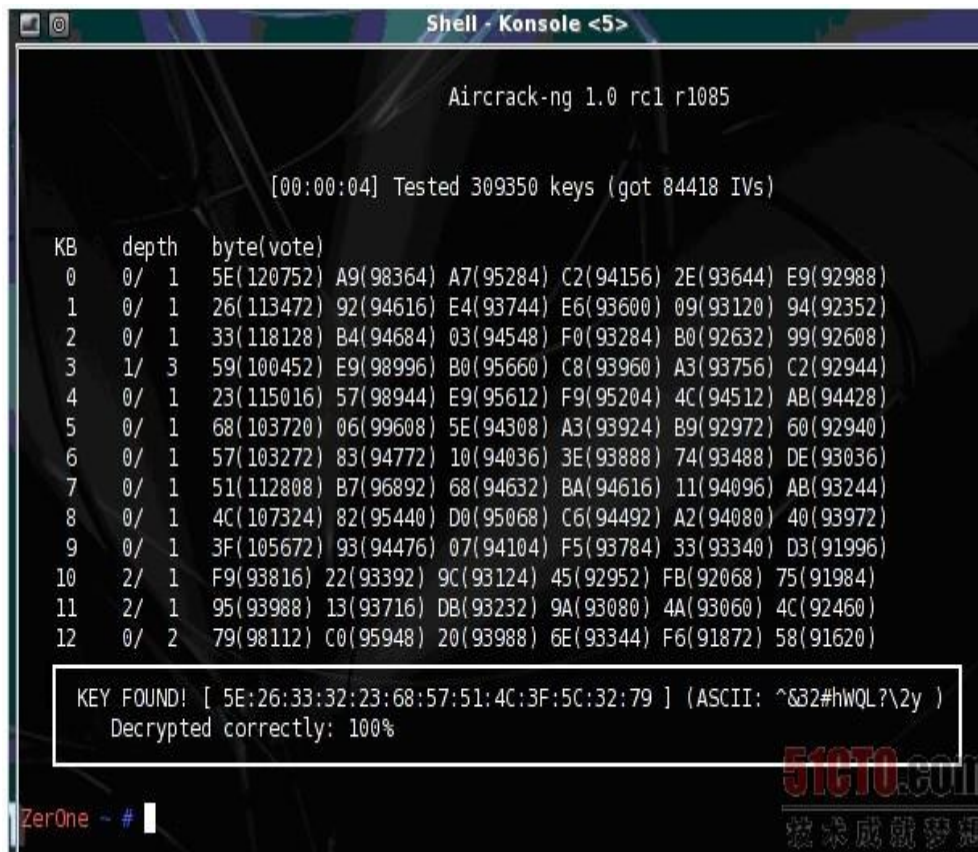 Shell - Konsole <5>
Aircrack-ng 1.0 rc1 r1085
[00:00:04] Tested 309350 keys (got 84418 IVs)
KB depth byte(vote)
0 0/ 1 5E(120752) A9(98364) A7(95284) C2(94156) 2E(93644) E9(92988)
1 0/ 1 26(113472) 92(94616) E4(93744) E6(93600) 09(93120) 94(92352)
2 0/ 1 33(118128) B4(94684) 03(94548) F0(93284) B0(92632) 99(92608)
3 1/ 3 59(100452) E9(98996) B0(95660) C8(93960) A3(93756) C2(92944)
4 0/ 1 23(115016) 57(98944) E9(95612) F9(95204) 4C(94512) AB(94428)
5 0/ 1 68(103720) 06(99608) 5E(94308) A3(93924) B9(92972) 60(92940)
6 0/ 1 57(103272) 83(94772) 10(94036) 3E(93888) 74(93488) DE(93036)
7 0/ 1 51(112808) B7(96892) 68(94632) BA(94616) 11(94096) AB(93244)
8 0/ 1 4C(107324) 82(95440) D0(95068) C6(94492) A2(94080) 40(93972)
9 0/ 1 3F(105672) 93(94476) 07(94104) F5(93784) 33(93340) D3(91996)
10 2/ 1 F9(93816) 22(93392) 9C(93124) 45(92952) FB(92068) 75(91984)
11 2/ 1 95(93988) 13(93716) DB(93232) 9A(93080) 4A(93060) 4C(92460)
12 0/ 2 79(98112) C0(95948) 20(93988) 6E(93344) F6(91872) 58(91620)
KEY FOUND! [ 5E:26:33:32:23:68:57:51:4C:3F:5C:32:79 ] (ASCII: ^&32#hWQL?\2y )
Decrypted correctly: 100%
51CTO.com
技术成就梦想
ZerOne ~ #